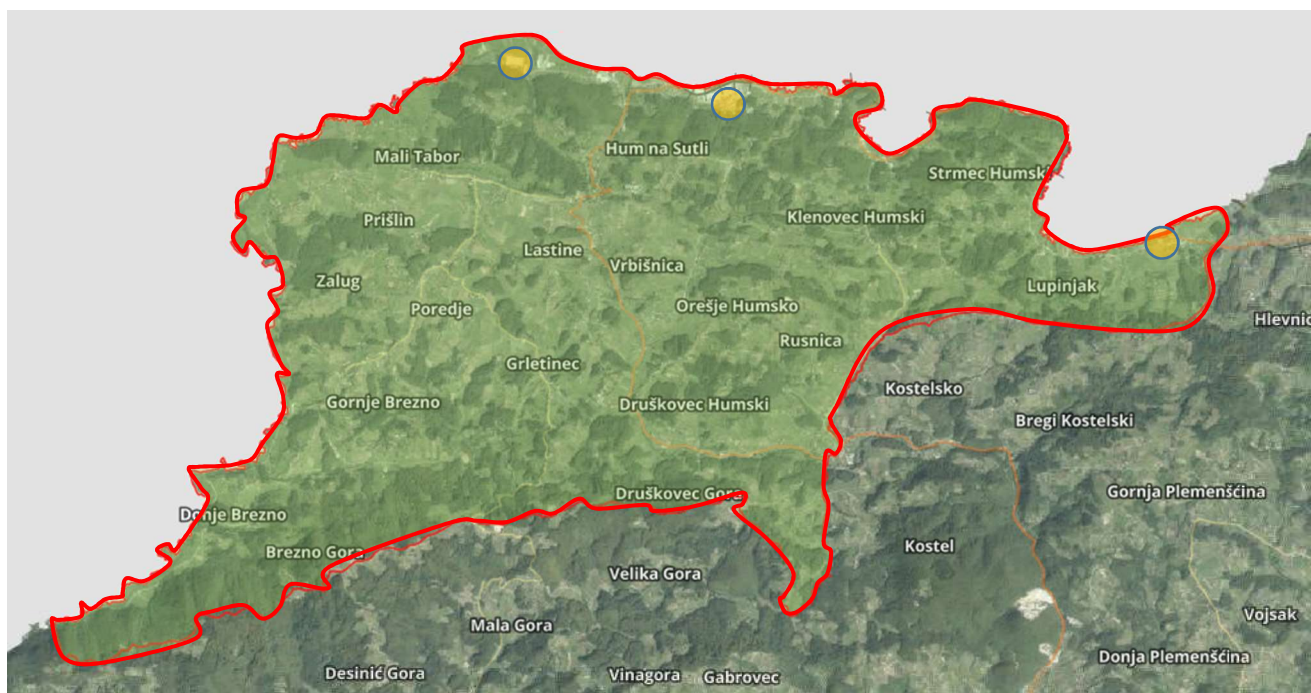 Mali Tabor
Hum na Sutli
Strmec Humski
Prišlin
Klenovec Humski
Lastine
Vrbišnica
Zalug
Lupinjak
Poredje
Orešje Humsko
Hlevnic
Rusnica
Grletinec
Kostelsko
Gornje Brezno
Druškovec Humski
Bregi Kostelski
Druškovec Gora
Gornja Plemenšćina
Donje Brezno
Brezno Gora
Kostel
Velika Gora
Vojsak
Mala Gora
Donja Plemenšćina
Desinić Gora
Vinagora
Gabrovec